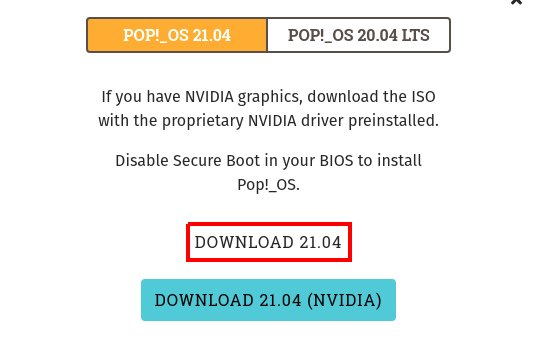 POP!_OS 21.04
POP!_OS 20.04 LTS
If you have NVIDIA graphics, download the ISO
with the proprietary NVIDIA driver preinstalled.
Disable Secure Boot in your BIOS to install
Pop!_OS.
DOWNLOAD 21.04
DOWNLOAD 21.04 (NVIDIA)